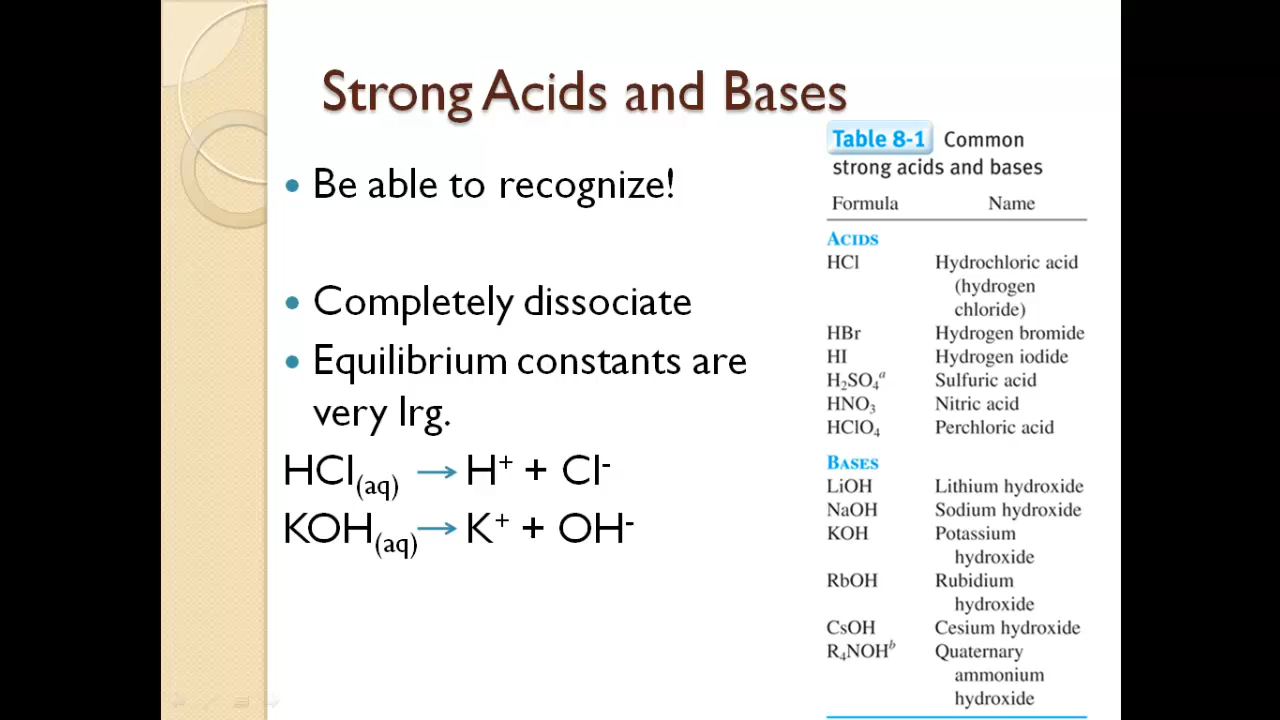 Strong Acids and Bases
• Be able to recognize!
• Completely dissociate
• Equilibrium constants are
very lrg.
HCl(aq) → H⁺ + Cl⁻
KOH(aq) → K⁺ + OH⁻
Table 8-1 Common
strong acids and bases
Formula Name
ACIDS
HCl Hydrochloric acid
(hydrogen
chloride)
HBr Hydrogen bromide
HI Hydrogen iodide
H₂SO₄ᵃ Sulfuric acid
HNO₃ Nitric acid
HClO₄ Perchloric acid
BASES
LiOH Lithium hydroxide
NaOH Sodium hydroxide
KOH Potassium
hydroxide
RbOH Rubidium
hydroxide
CsOH Cesium hydroxide
R₄NOHᵇ Quaternary
ammonium
hydroxide